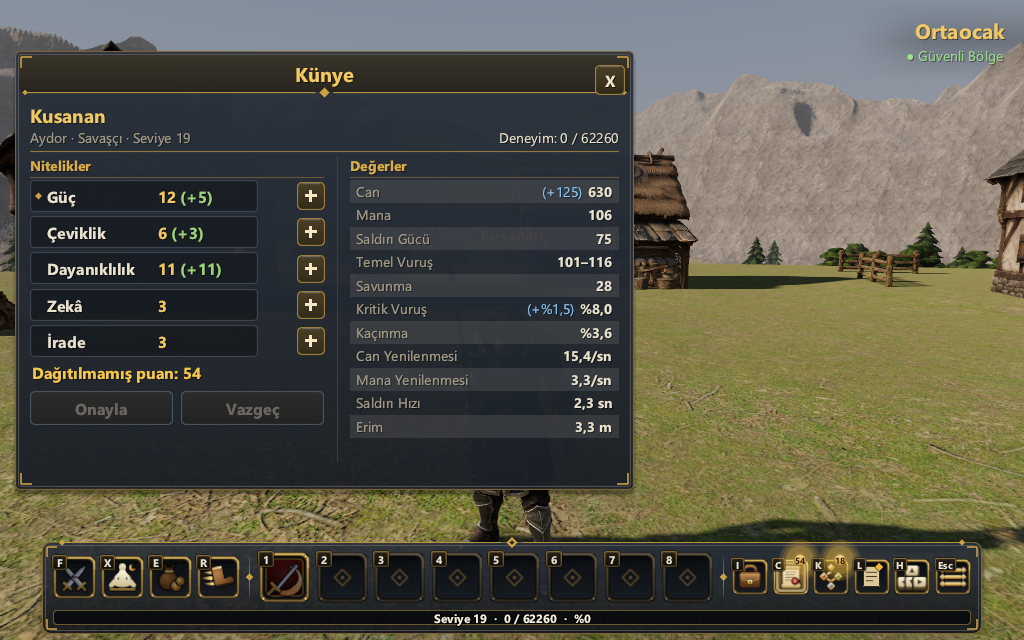 Ortaocak
Güvenli Bölge
Künye
X
Kusanan
Aydor · Savaşçı · Seviye 19
Deneyim: 0 / 62260
Nitelikler
Güç 12 (+5) +
Çeviklik 6 (+3) +
Dayanıklılık 11 (+11) +
Zekâ 3 +
İrade 3 +
Dağıtılmamış puan: 54
Onayla Vazgeç
Değerler
Can (+125) 630
Mana 106
Saldırı Gücü 75
Temel Vuruş 101–116
Savunma 28
Kritik Vuruş (+%1,5) %8,0
Kaçınma %3,6
Can Yenilenmesi 15,4/sn
Mana Yenilenmesi 3,3/sn
Saldırı Hızı 2,3 sn
Erim 3,3 m
F X E R 1 2 3 4 5 6 7 8 I C 54 K 18 L H Esc
Seviye 19 · 0 / 62260 · %0